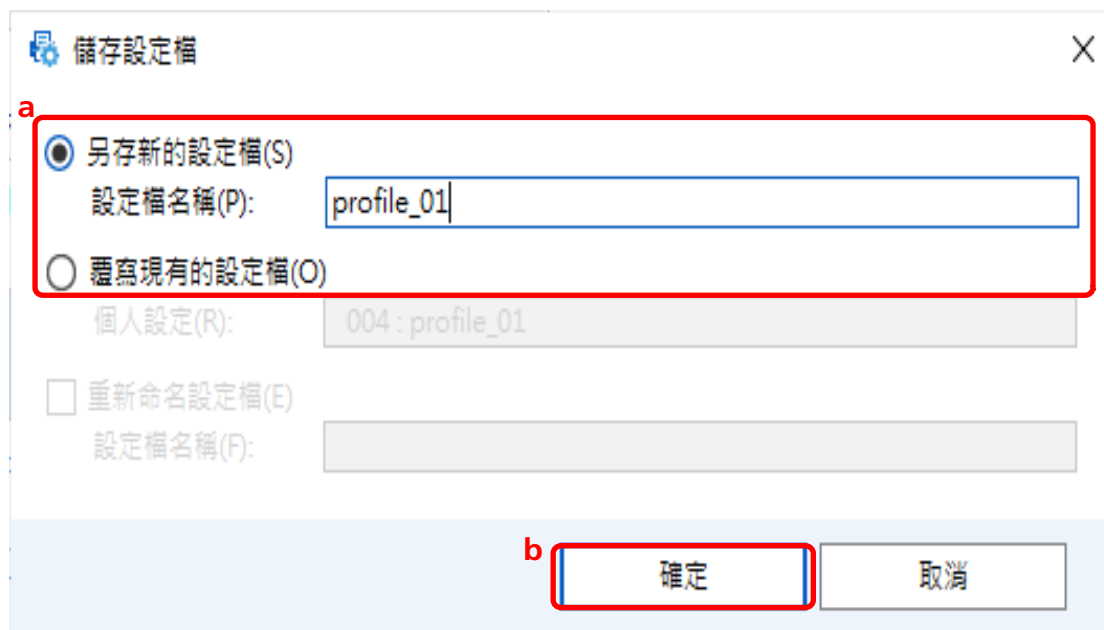 儲存設定檔
a
另存新的設定檔(S)
設定檔名稱(P): profile_01
覆寫現有的設定檔(O)
個人設定(R): 004 : profile_01
重新命名設定檔(E)
設定檔名稱(F):
b
確定 取消